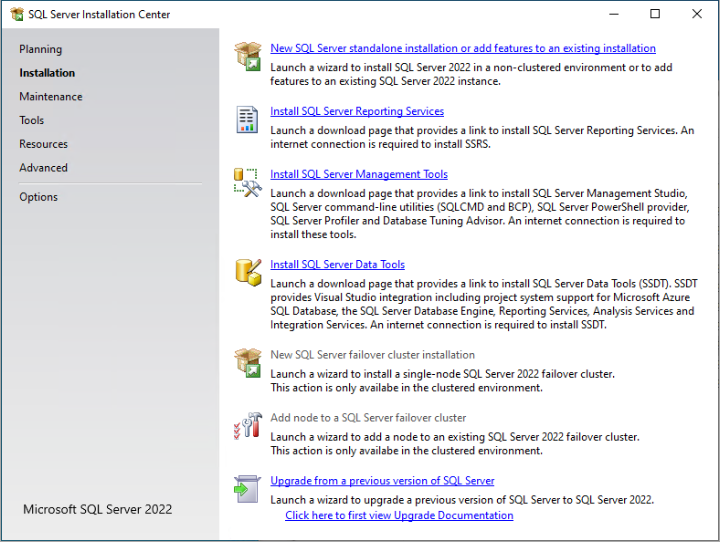 SQL Server Installation Center
Planning
Installation
Maintenance
Tools
Resources
Advanced
Options
Microsoft SQL Server 2022
New SQL Server standalone installation or add features to an existing installation
Launch a wizard to install SQL Server 2022 in a non-clustered environment or to add
features to an existing SQL Server 2022 instance.
Install SQL Server Reporting Services
Launch a download page that provides a link to install SQL Server Reporting Services. An
internet connection is required to install SSRS.
Install SQL Server Management Tools
Launch a download page that provides a link to install SQL Server Management Studio,
SQL Server command-line utilities (SQLCMD and BCP), SQL Server PowerShell provider,
SQL Server Profiler and Database Tuning Advisor. An internet connection is required to
install these tools.
Install SQL Server Data Tools
Launch a download page that provides a link to install SQL Server Data Tools (SSDT). SSDT
provides Visual Studio integration including project system support for Microsoft Azure
SQL Database, the SQL Server Database Engine, Reporting Services, Analysis Services and
Integration Services. An internet connection is required to install SSDT.
New SQL Server failover cluster installation
Launch a wizard to install a single-node SQL Server 2022 failover cluster.
This action is only availabe in the clustered environment.
Add node to a SQL Server failover cluster
Launch a wizard to add a node to an existing SQL Server 2022 failover cluster.
This action is only availabe in the clustered environment.
Upgrade from a previous version of SQL Server
Launch a wizard to upgrade a previous version of SQL Server to SQL Server 2022.
Click here to first view Upgrade Documentation